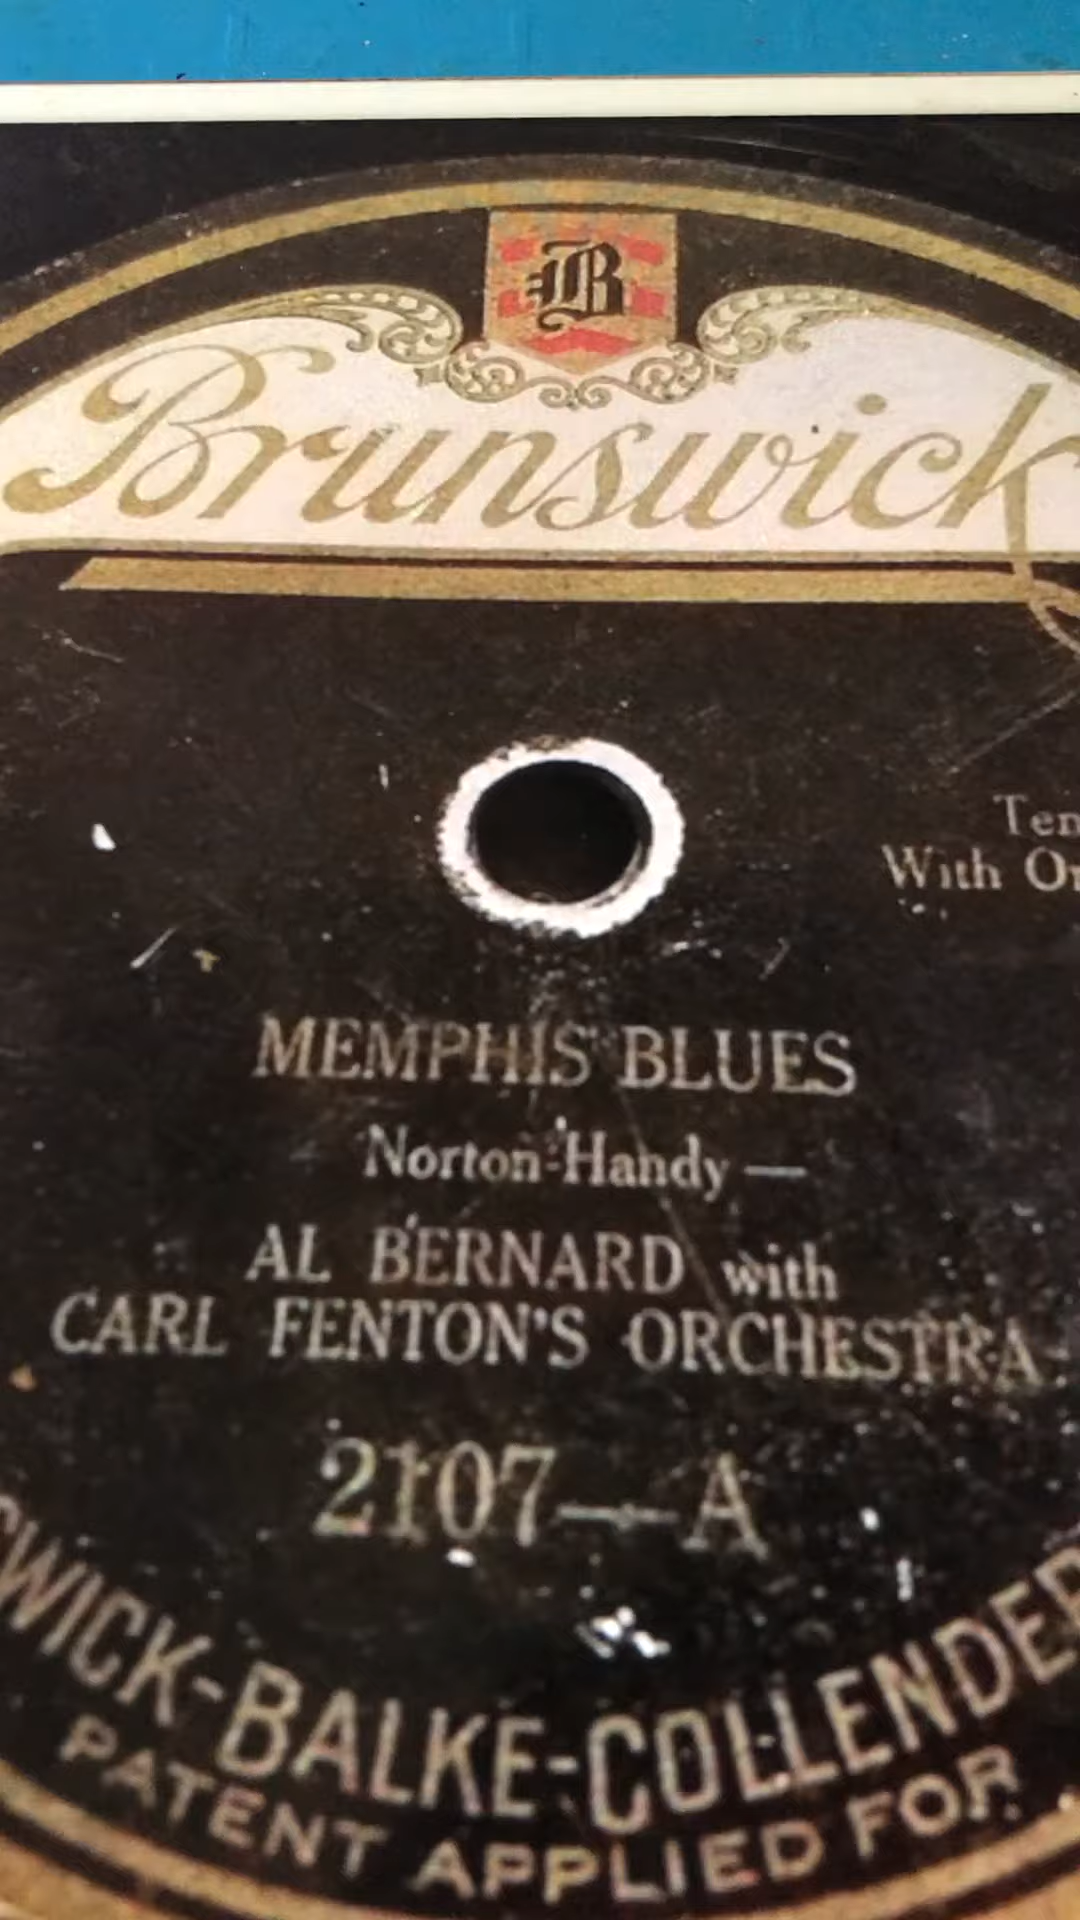 B
Brunswick
Ten
With Or
MEMPHIS BLUES
Norton-Handy —
AL BERNARD with
CARL FENTON'S ORCHESTRA
2107—A
WICK-BALKE-COLLENDER
PATENT APPLIED FOR